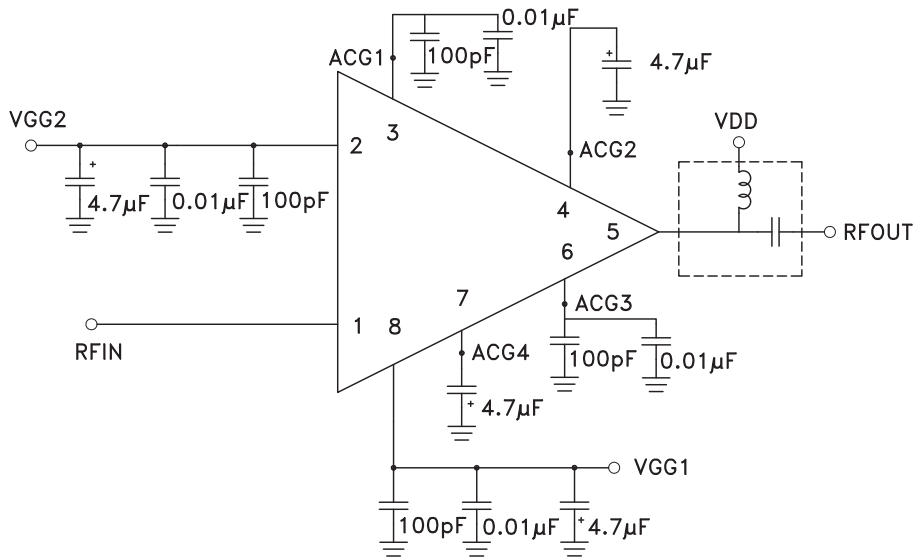 0.01µF
ACG1
100pF
4.7µF
VGG2
VDD
3
2
ACG2
4.7µF
0.01µF
100pF
4
5
RFOUT
6
7
ACG3
1
8
RFIN
ACG4
100pF
0.01µF
4.7µF
VGG1
100pF
0.01µF
4.7µF